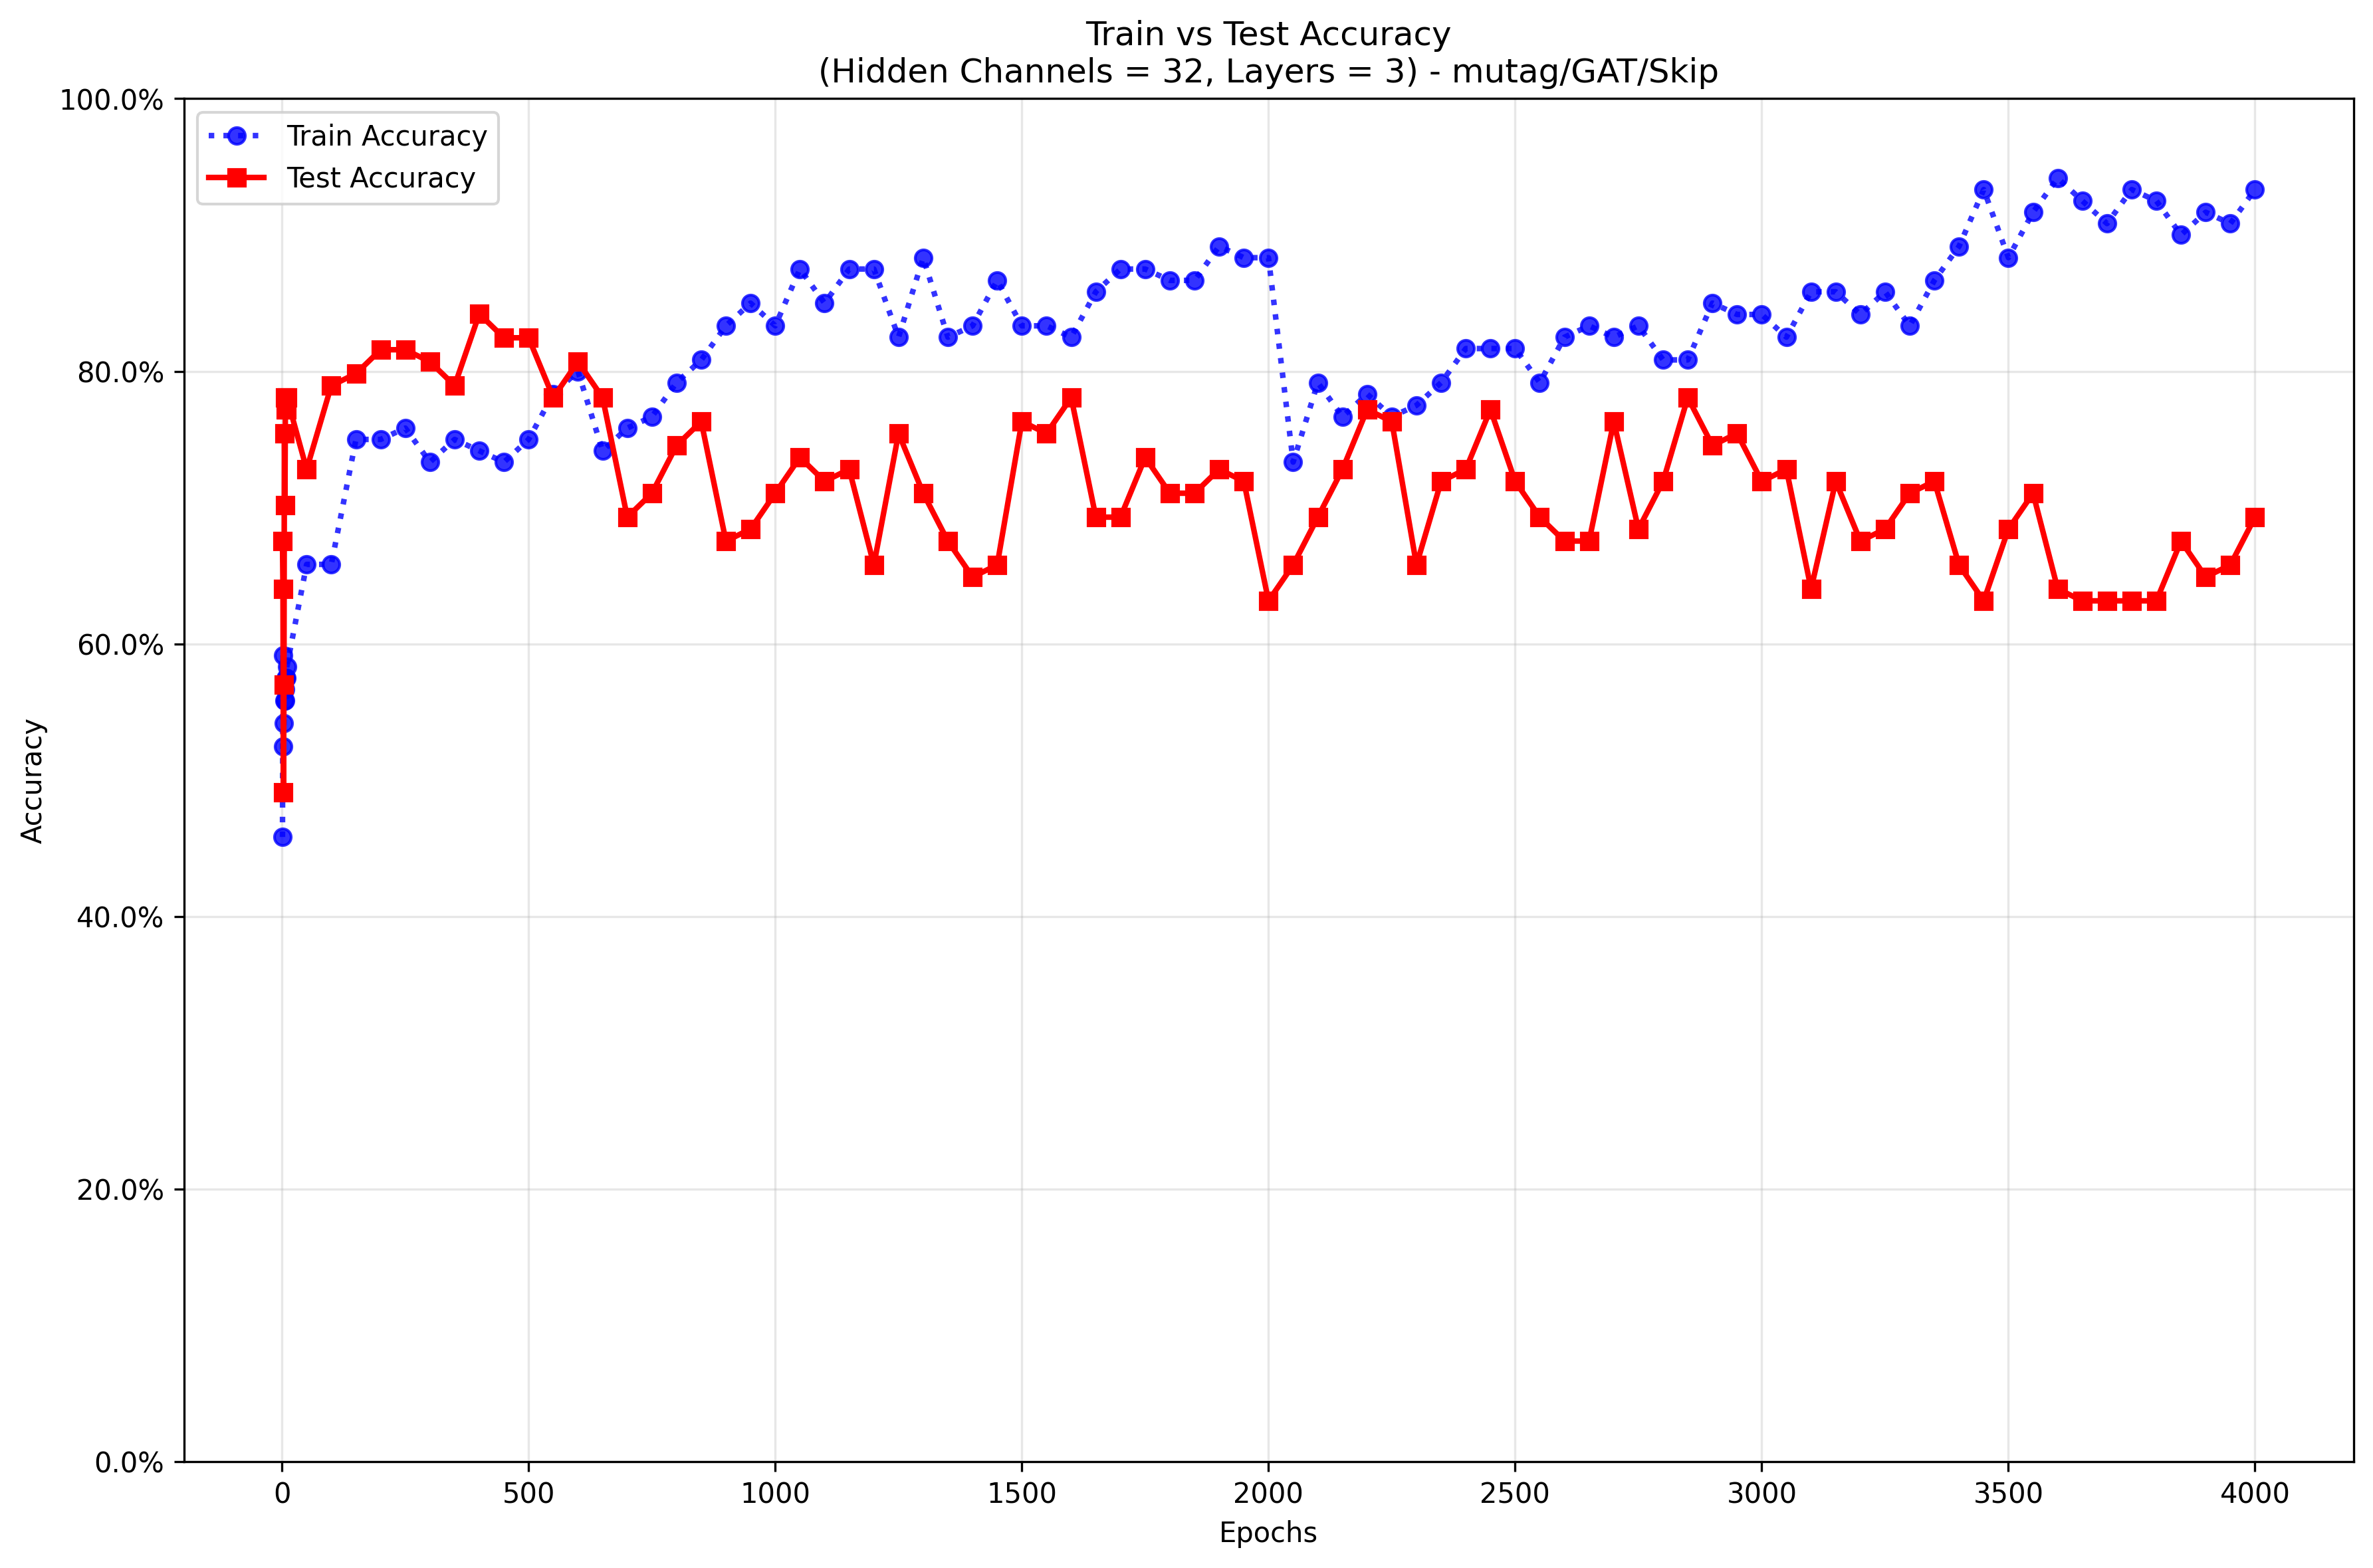 Train vs Test Accuracy
(Hidden Channels = 32, Layers = 3) - mutag/GAT/Skip
100.0%
80.0%
60.0%
40.0%
20.0%
0.0%
Accuracy
Train Accuracy
Test Accuracy
0 500 1000 1500 2000 2500 3000 3500 4000
Epochs